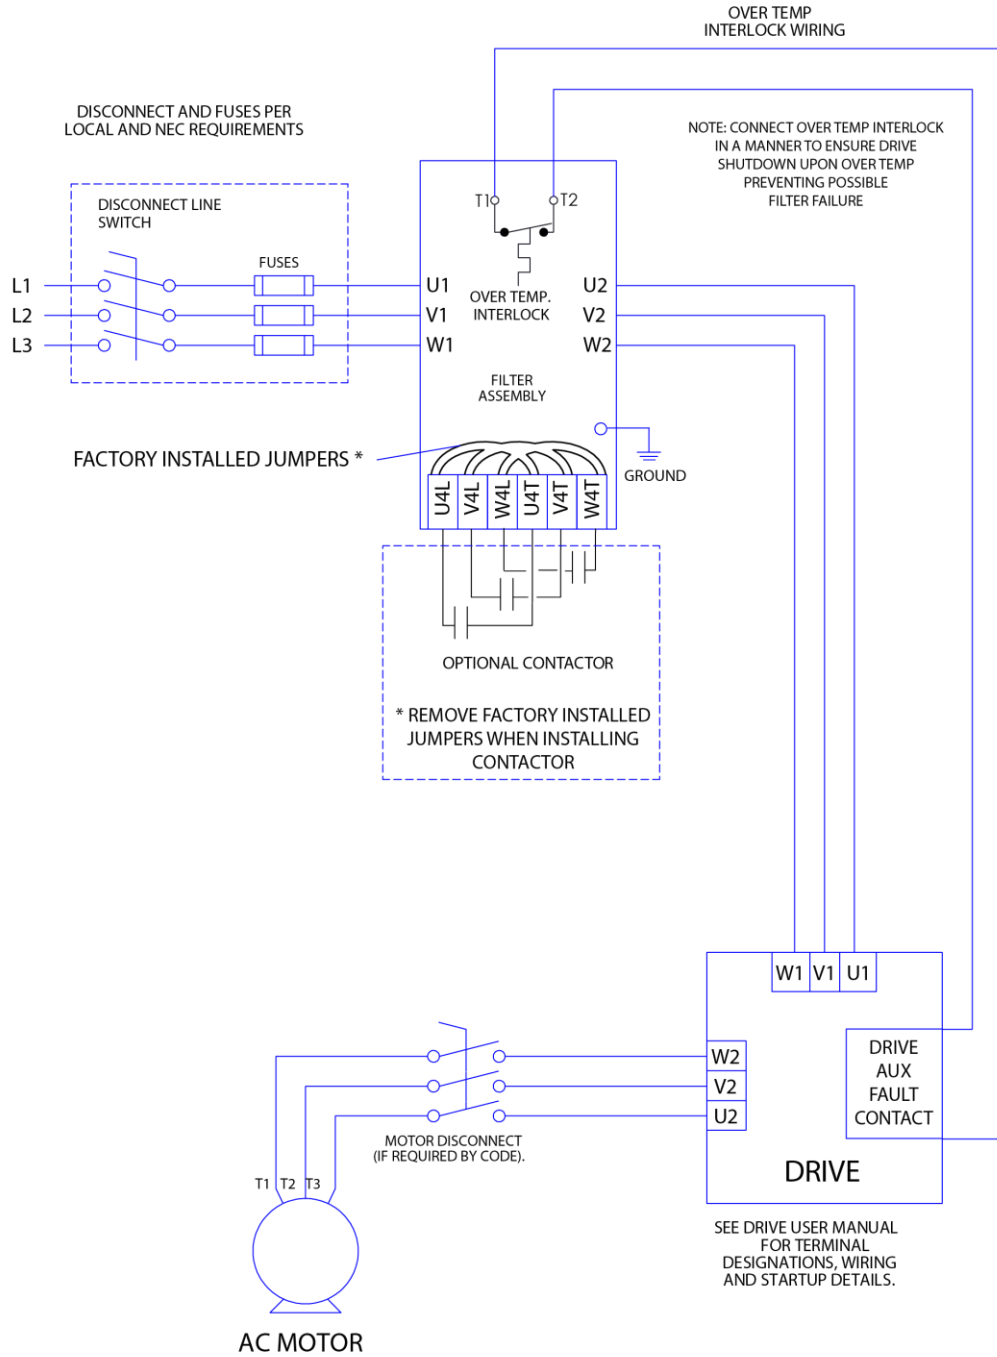 OVER TEMP
INTERLOCK WIRING
DISCONNECT AND FUSES PER
LOCAL AND NEC REQUIREMENTS
NOTE: CONNECT OVER TEMP INTERLOCK
IN A MANNER TO ENSURE DRIVE
SHUTDOWN UPON OVER TEMP
PREVENTING POSSIBLE
FILTER FAILURE
DISCONNECT LINE
SWITCH
FUSES
T1
T2
L1
L2
L3
U1
V1
W1
OVER TEMP.
INTERLOCK
U2
V2
W2
FILTER
ASSEMBLY
FACTORY INSTALLED JUMPERS *
GROUND
U4L
V4L
W4L
U4T
V4T
W4T
OPTIONAL CONTACTOR
* REMOVE FACTORY INSTALLED
JUMPERS WHEN INSTALLING
CONTACTOR
W1
V1
U1
W2
V2
U2
DRIVE
AUX
FAULT
CONTACT
DRIVE
MOTOR DISCONNECT
(IF REQUIRED BY CODE).
T1
T2
T3
SEE DRIVE USER MANUAL
FOR TERMINAL
DESIGNATIONS, WIRING
AND STARTUP DETAILS.
AC MOTOR